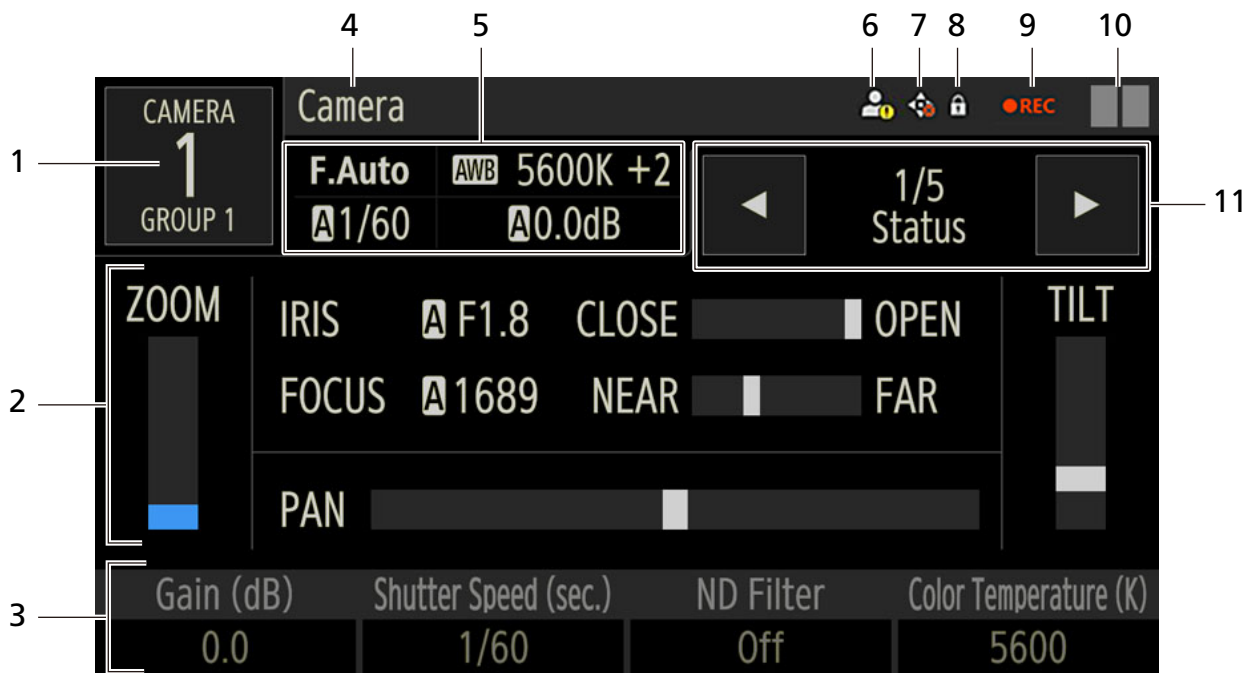 4 5 6 7 8 9 10
CAMERA
1
GROUP 1
Camera
REC
1
F.Auto AWB 5600K +2
A 1/60 A 0.0dB
◀ 1/5 ▶
Status
11
2
ZOOM
IRIS A F1.8 CLOSE OPEN
FOCUS A 1689 NEAR FAR
PAN
TILT
3
Gain (dB) Shutter Speed (sec.) ND Filter Color Temperature (K)
0.0 1/60 Off 5600